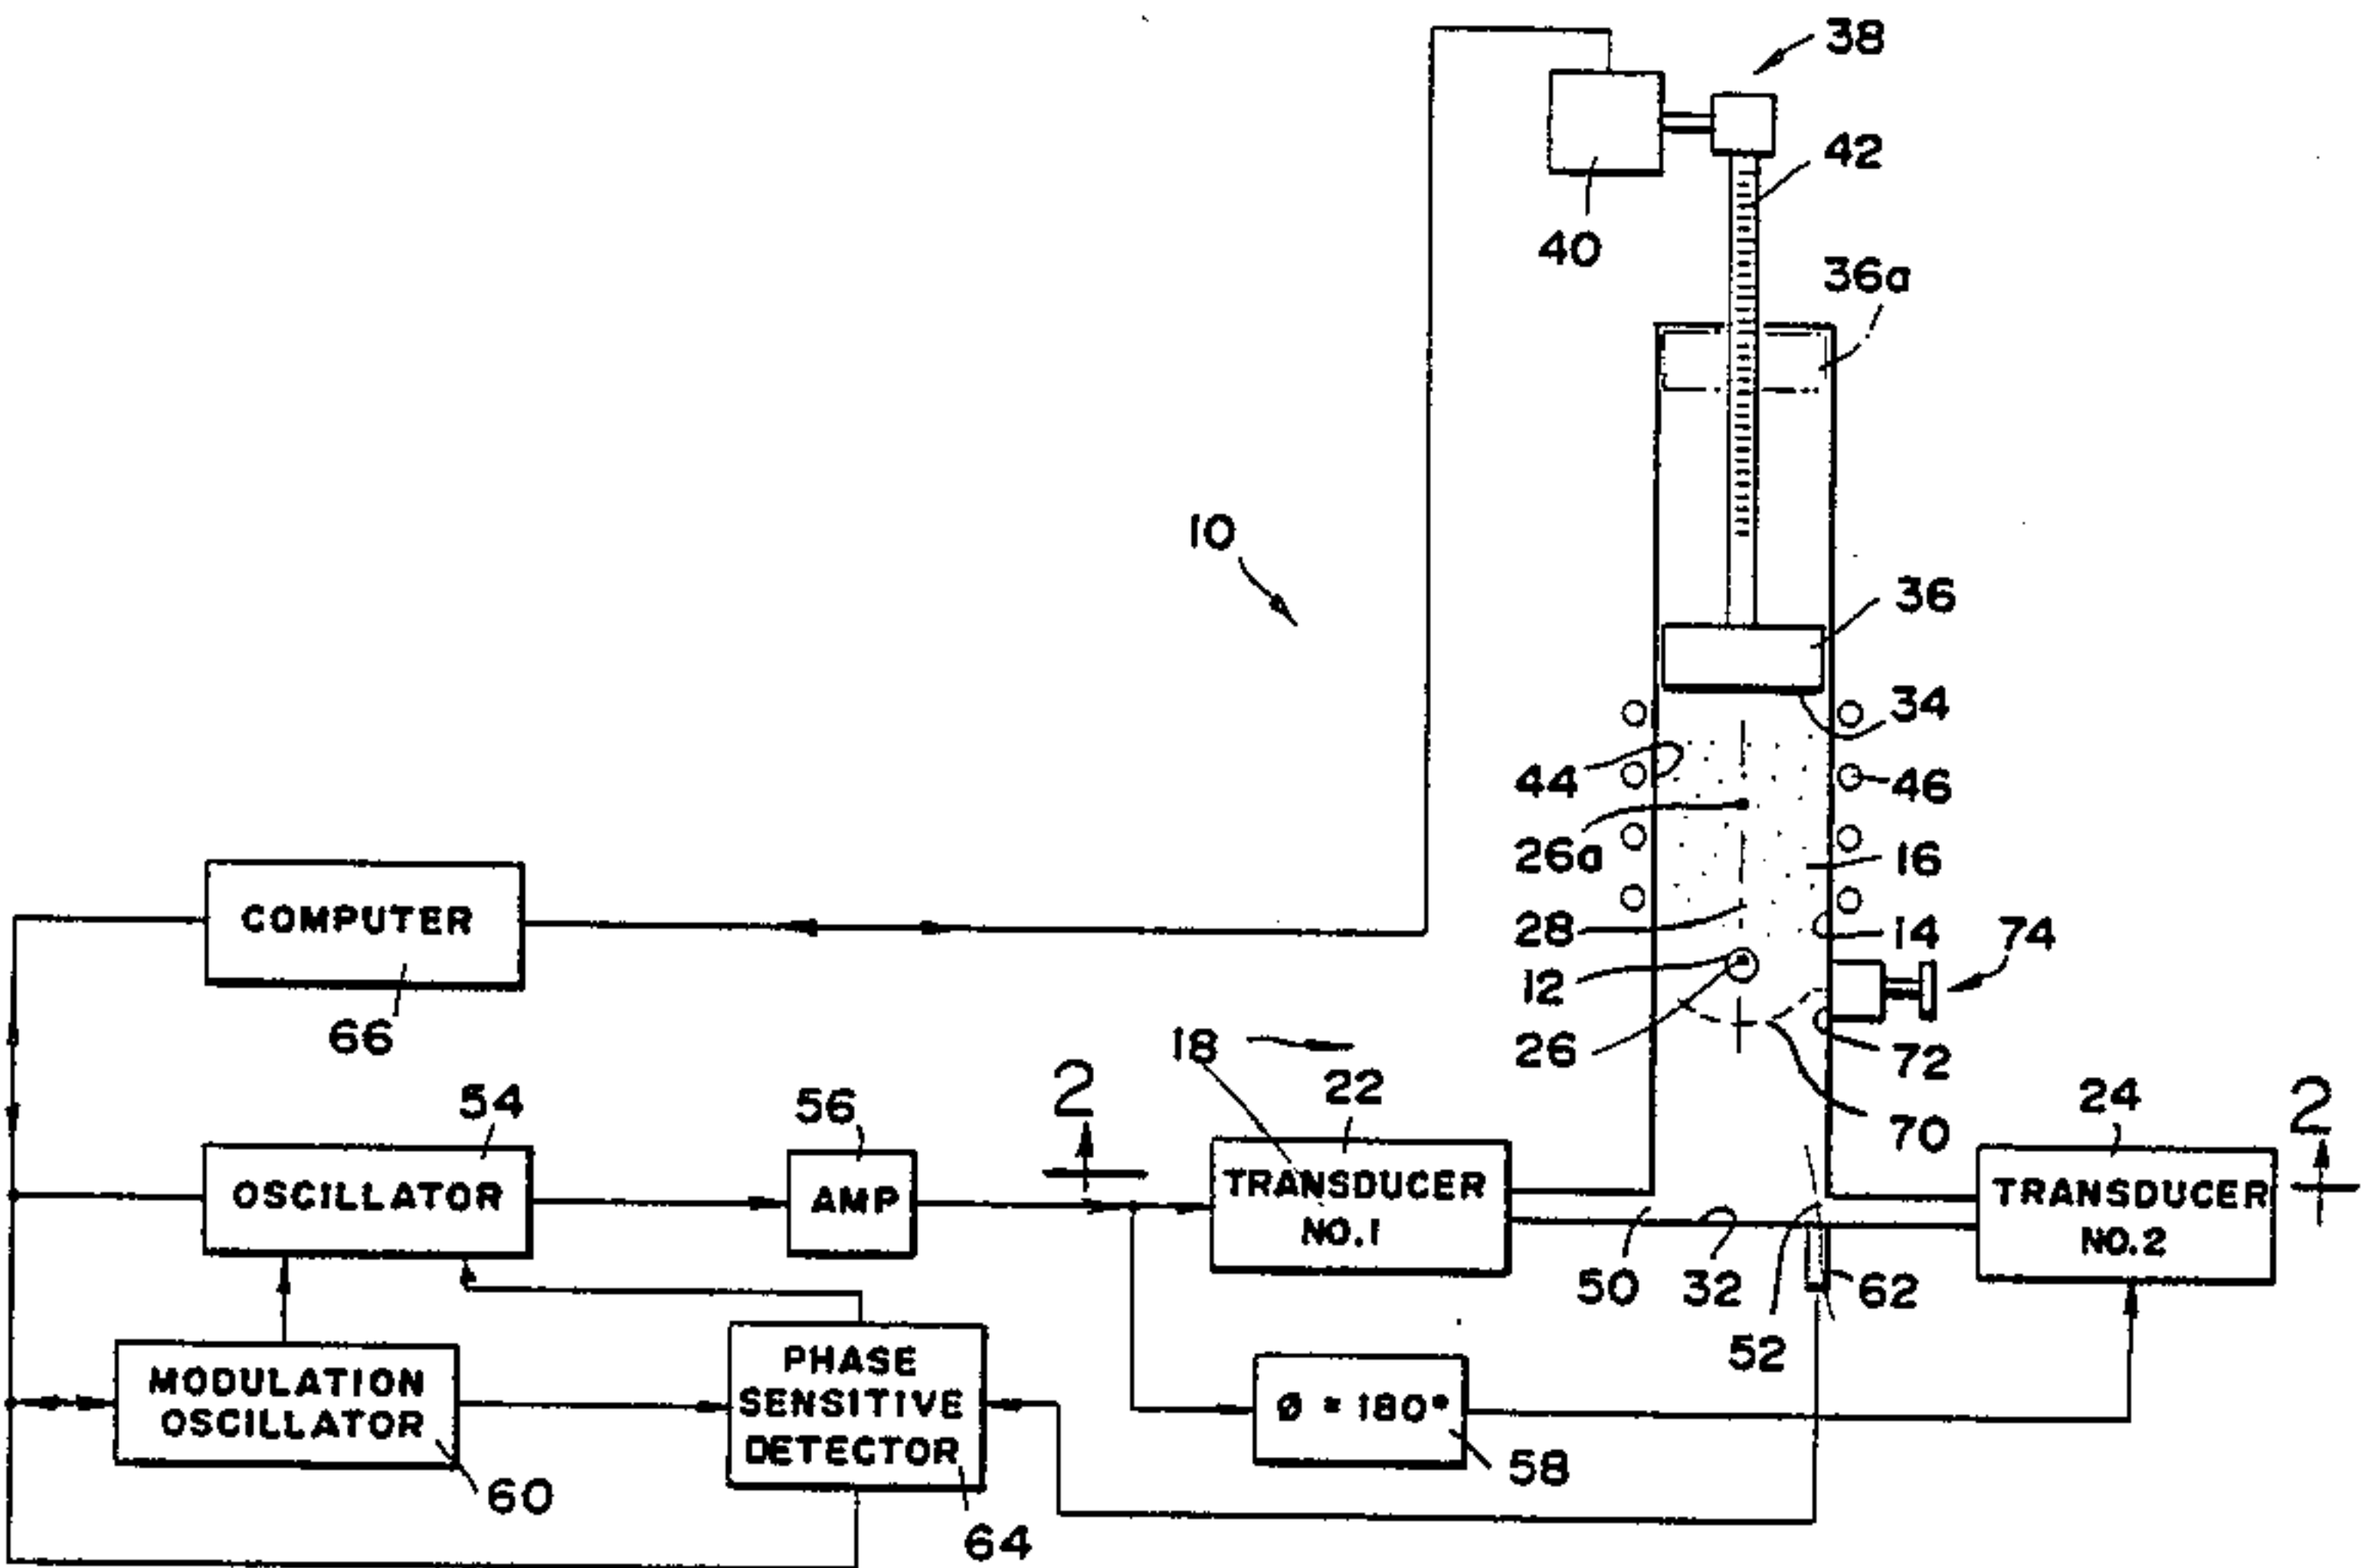 38
42
40
36a
10
36
34
44
46
26a
16
COMPUTER
28
14
74
12
66
18
26
72
2
22
24
2
54
56
70
OSCILLATOR
AMP
TRANSDUCER
NO. 1
TRANSDUCER
NO. 2
50
32
62
52
MODULATION
OSCILLATOR
PHASE
SENSITIVE
DETECTOR
Ø = 180°
58
60
64